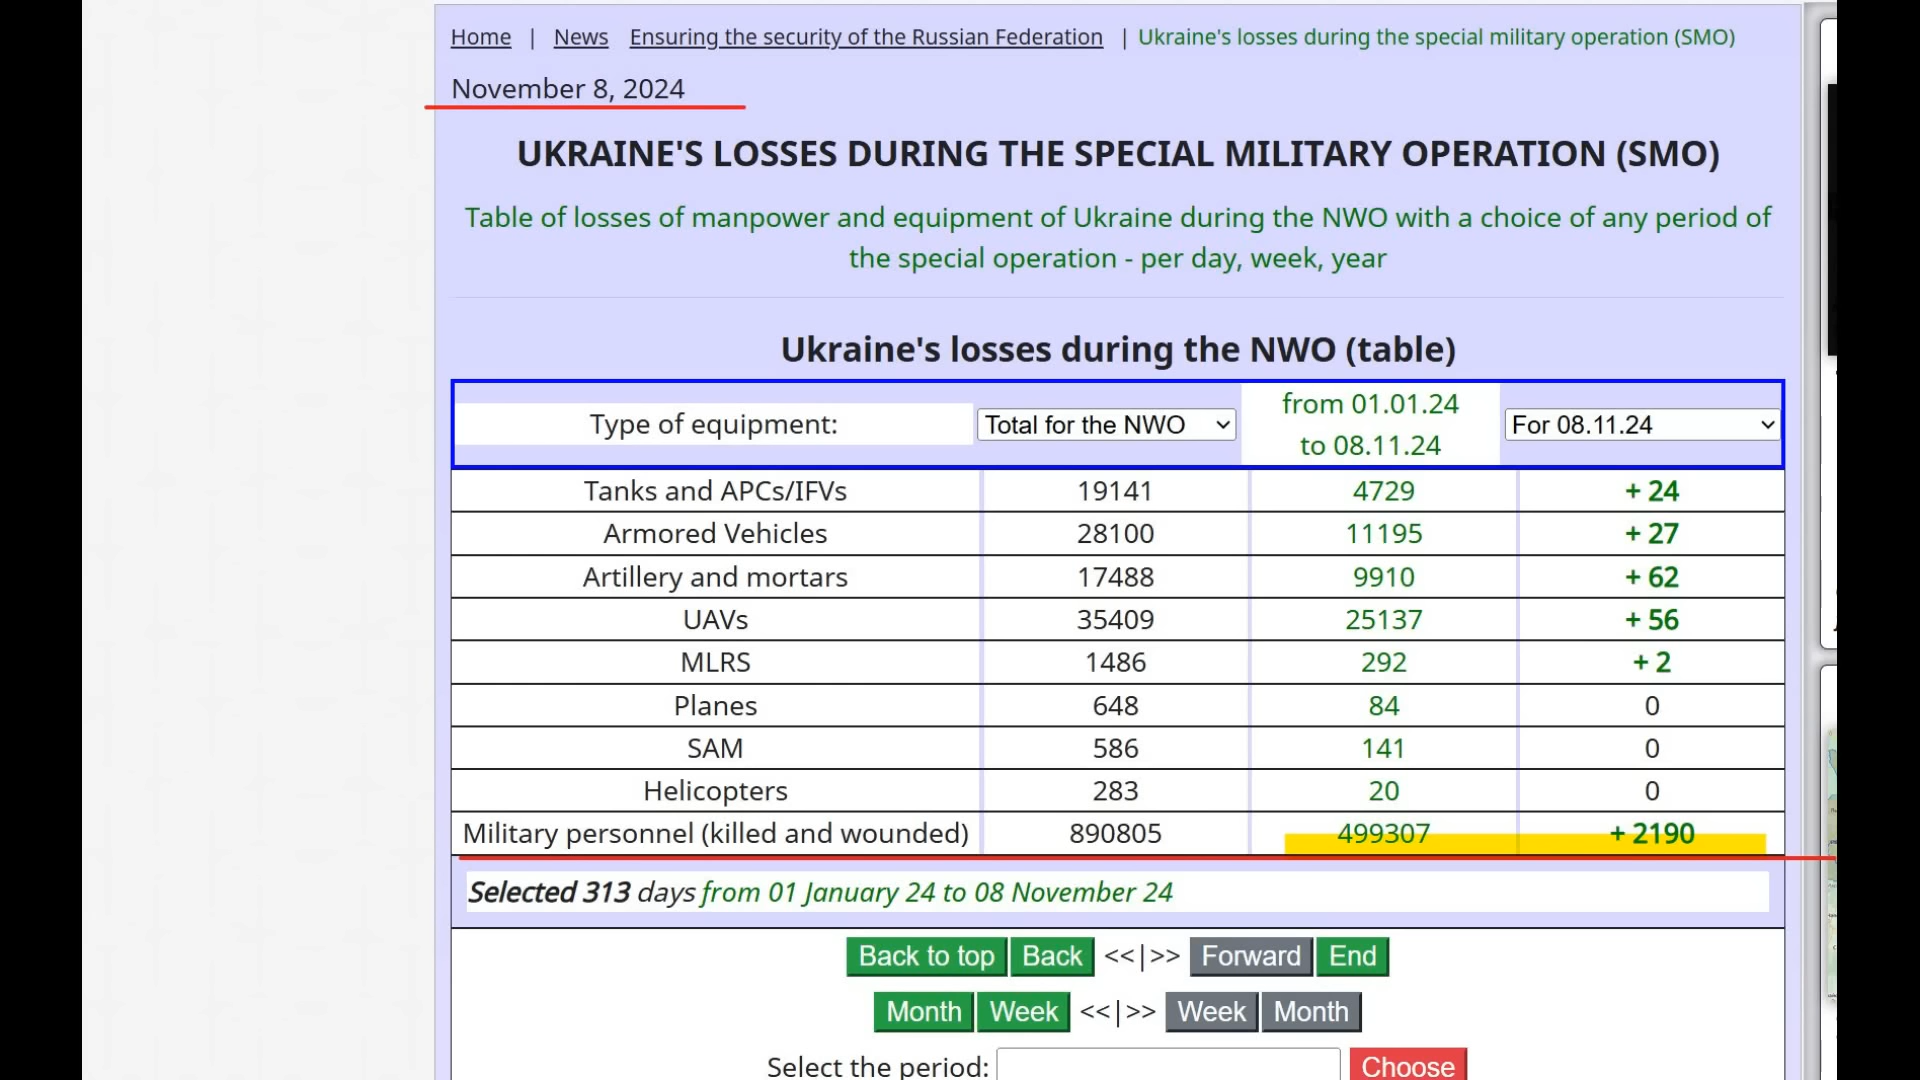 Home | News Ensuring the security of the Russian Federation | Ukraine's losses during the special military operation (SMO)
November 8, 2024
UKRAINE'S LOSSES DURING THE SPECIAL MILITARY OPERATION (SMO)
Table of losses of manpower and equipment of Ukraine during the NWO with a choice of any period of
the special operation - per day, week, year
Ukraine's losses during the NWO (table)
Type of equipment: Total for the NWO from 01.01.24 to 08.11.24 For 08.11.24
Tanks and APCs/IFVs 19141 4729 + 24
Armored Vehicles 28100 11195 + 27
Artillery and mortars 17488 9910 + 62
UAVs 35409 25137 + 56
MLRS 1486 292 + 2
Planes 648 84 0
SAM 586 141 0
Helicopters 283 20 0
Military personnel (killed and wounded) 890805 499307 + 2190
Selected 313 days from 01 January 24 to 08 November 24
Back to top Back <<|>> Forward End
Month Week <<|>> Week Month
Select the period: Choose